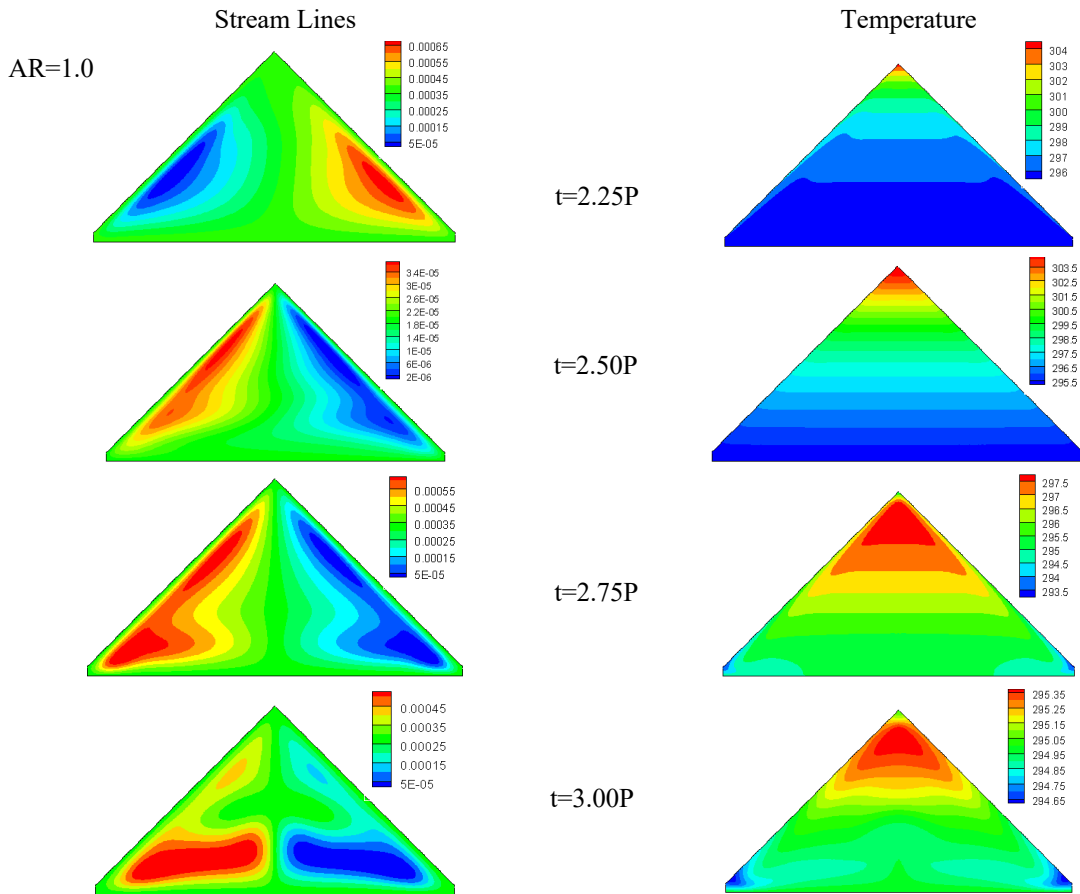 Stream Lines
Temperature
AR=1.0
0.00065
0.00055
0.00045
0.00035
0.00025
0.00015
5E-05
304
303
302
301
300
299
298
297
296
t=2.25P
3.4E-05
3E-05
2.6E-05
2.2E-05
1.8E-05
1.4E-05
1E-05
6E-06
2E-06
303.5
302.5
301.5
300.5
299.5
298.5
297.5
296.5
295.5
t=2.50P
0.00055
0.00045
0.00035
0.00025
0.00015
5E-05
297.5
297
296.5
296
295.5
295
294.5
294
293.5
t=2.75P
0.00045
0.00035
0.00025
0.00015
5E-05
295.35
295.25
295.15
295.05
294.95
294.85
294.75
294.65
t=3.00P